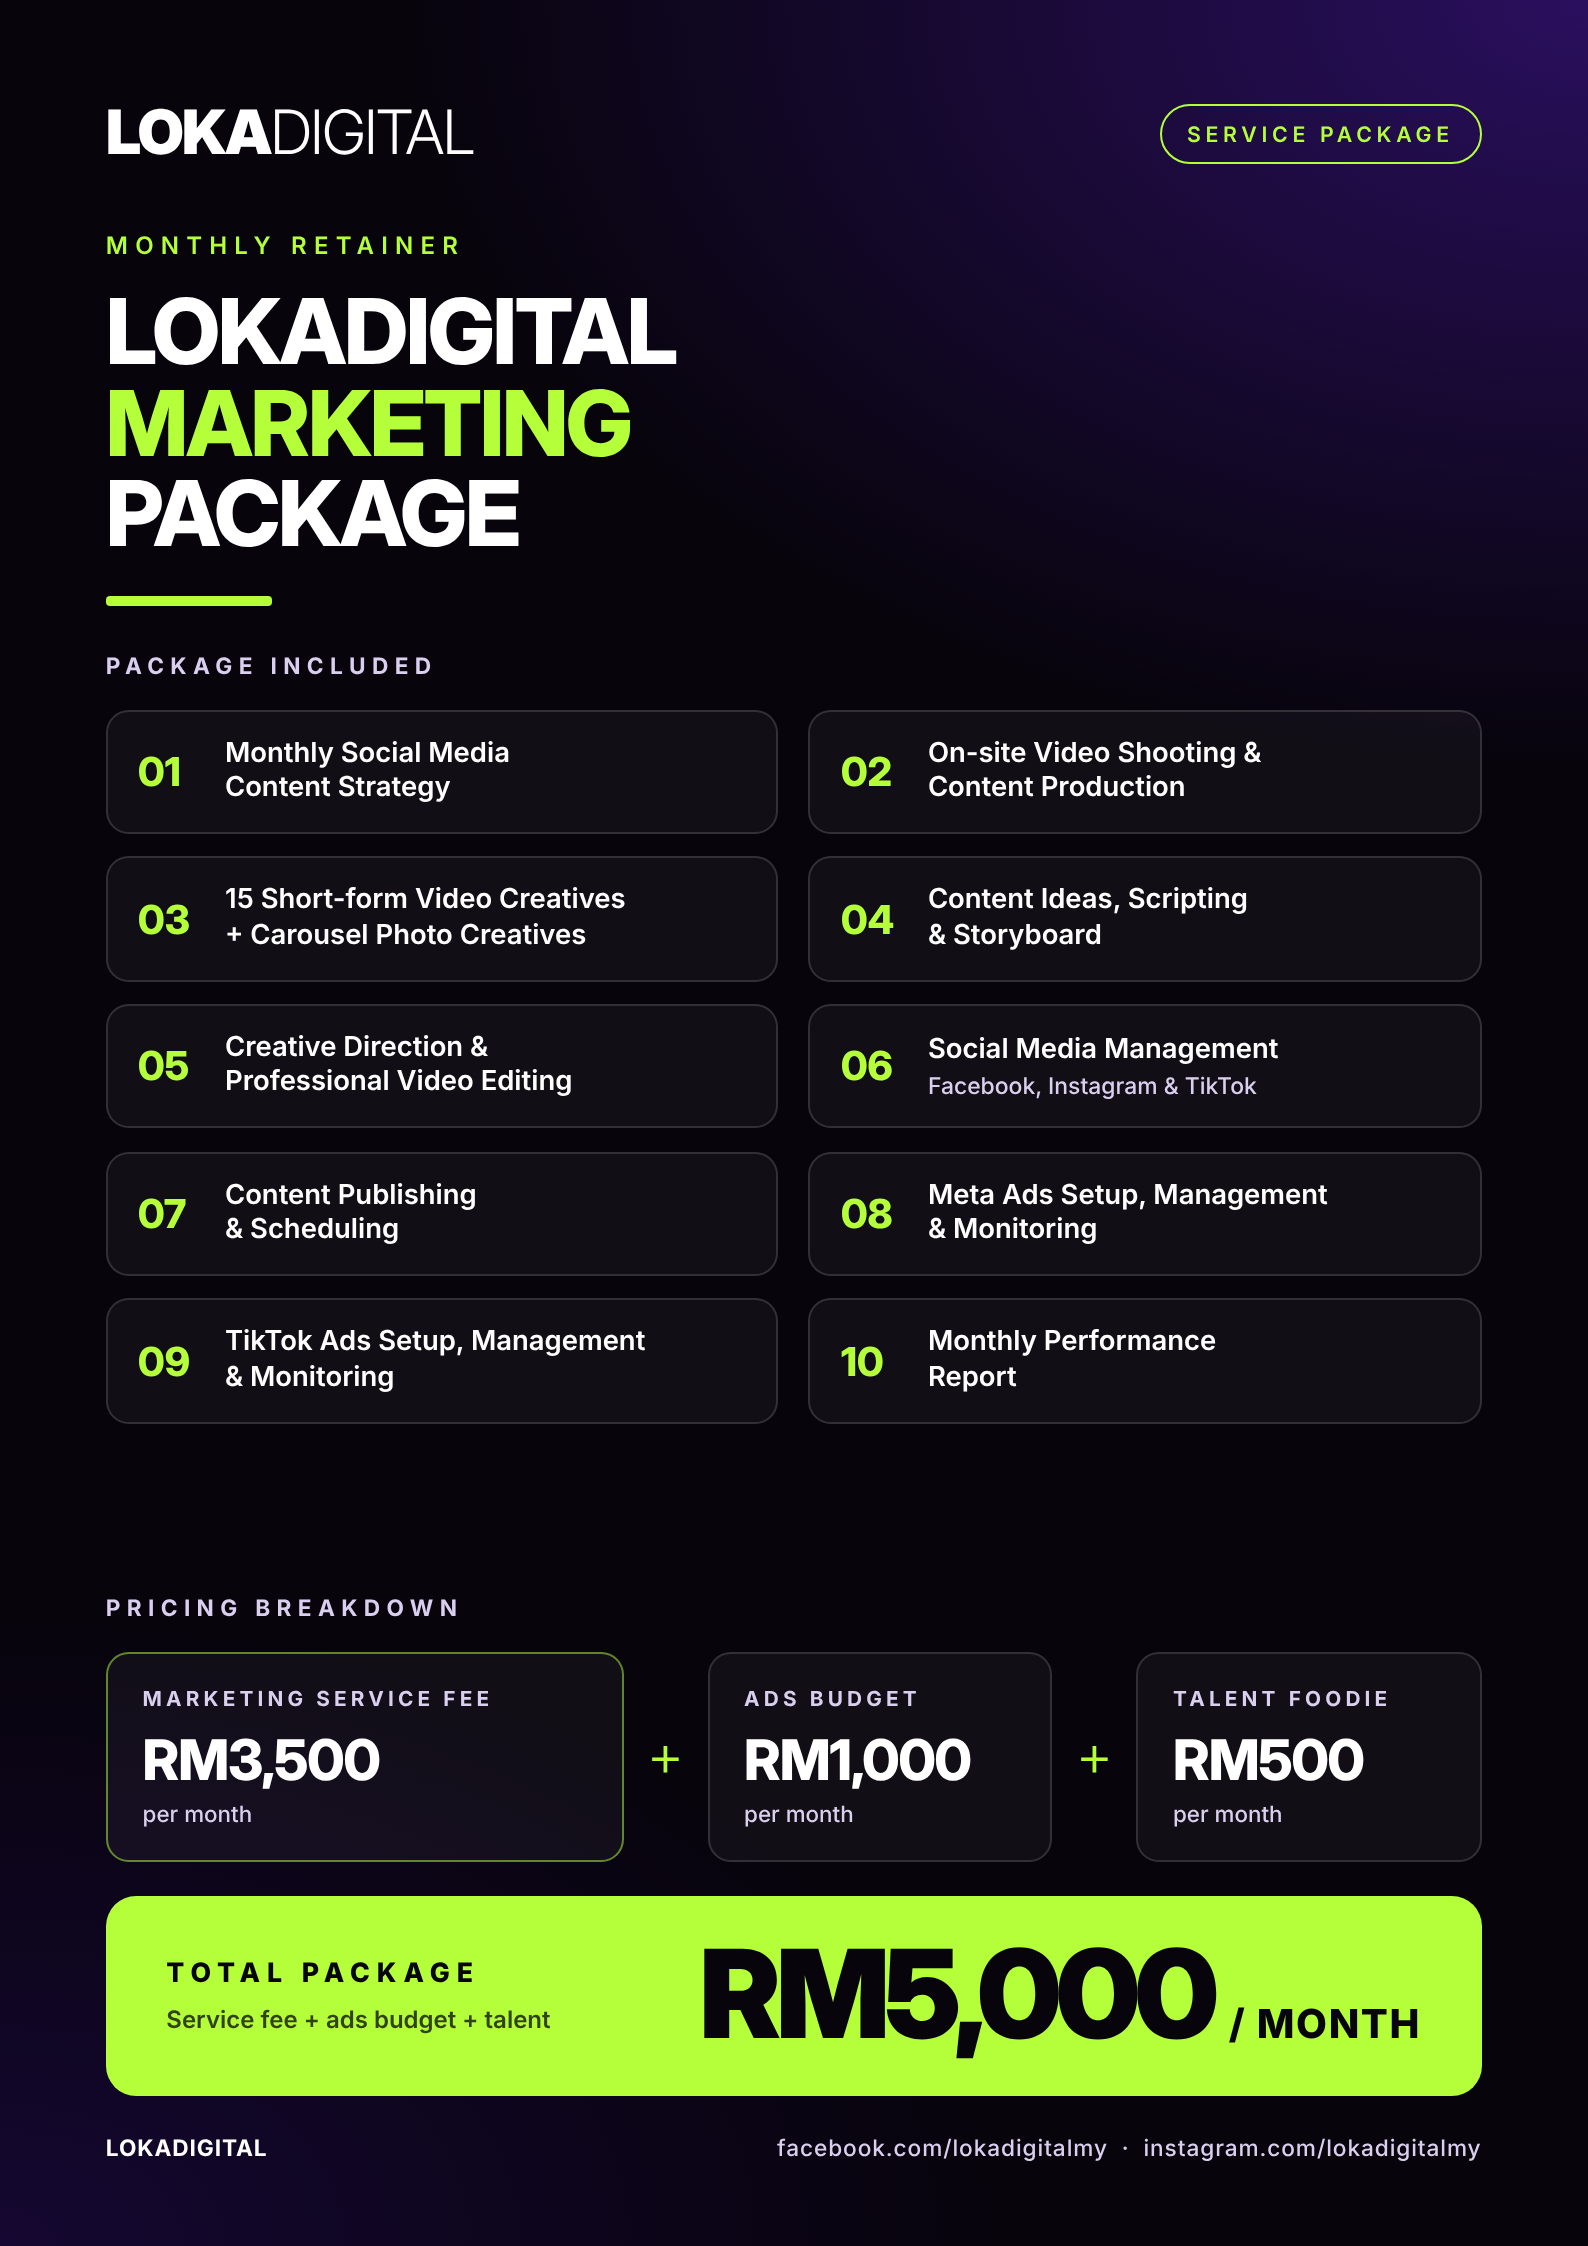 LOKADIGITAL
SERVICE PACKAGE
MONTHLY RETAINER
LOKADIGITAL
MARKETING
PACKAGE
PACKAGE INCLUDED
01
Monthly Social Media
Content Strategy
02
On-site Video Shooting &
Content Production
03
15 Short-form Video Creatives
+ Carousel Photo Creatives
04
Content Ideas, Scripting
& Storyboard
05
Creative Direction &
Professional Video Editing
06
Social Media Management
Facebook, Instagram & TikTok
07
Content Publishing
& Scheduling
08
Meta Ads Setup, Management
& Monitoring
09
TikTok Ads Setup, Management
& Monitoring
10
Monthly Performance
Report
PRICING BREAKDOWN
MARKETING SERVICE FEE
RM3,500
per month
+
ADS BUDGET
RM1,000
per month
+
TALENT FOODIE
RM500
per month
TOTAL PACKAGE
Service fee + ads budget + talent
RM5,000 / MONTH
LOKADIGITAL
facebook.com/lokadigitalmy · instagram.com/lokadigitalmy